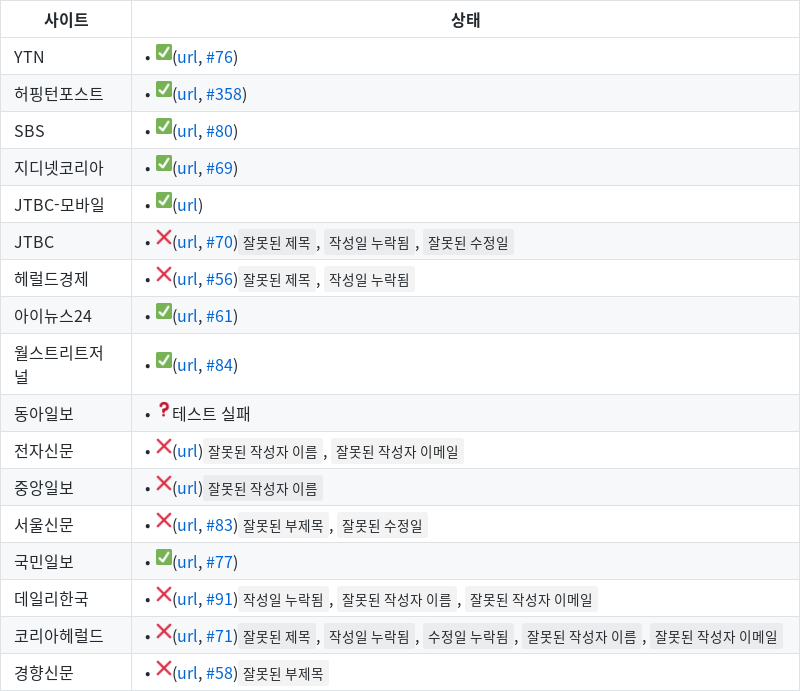 사이트 상태
YTN • ✅(url, #76)
허핑턴포스트 • ✅(url, #358)
SBS • ✅(url, #80)
지디넷코리아 • ✅(url, #69)
JTBC-모바일 • ✅(url)
JTBC • ❌(url, #70) 잘못된 제목 , 작성일 누락됨 , 잘못된 수정일
헤럴드경제 • ❌(url, #56) 잘못된 제목 , 작성일 누락됨
아이뉴스24 • ✅(url, #61)
월스트리트저
널 • ✅(url, #84)
동아일보 • ❓테스트 실패
전자신문 • ❌(url) 잘못된 작성자 이름 , 잘못된 작성자 이메일
중앙일보 • ❌(url) 잘못된 작성자 이름
서울신문 • ❌(url, #83) 잘못된 부제목 , 잘못된 수정일
국민일보 • ✅(url, #77)
데일리한국 • ❌(url, #91) 작성일 누락됨 , 잘못된 작성자 이름 , 잘못된 작성자 이메일
코리아헤럴드 • ❌(url, #71) 잘못된 제목 , 작성일 누락됨 , 수정일 누락됨 , 잘못된 작성자 이름 , 잘못된 작성자 이메일
경향신문 • ❌(url, #58) 잘못된 부제목